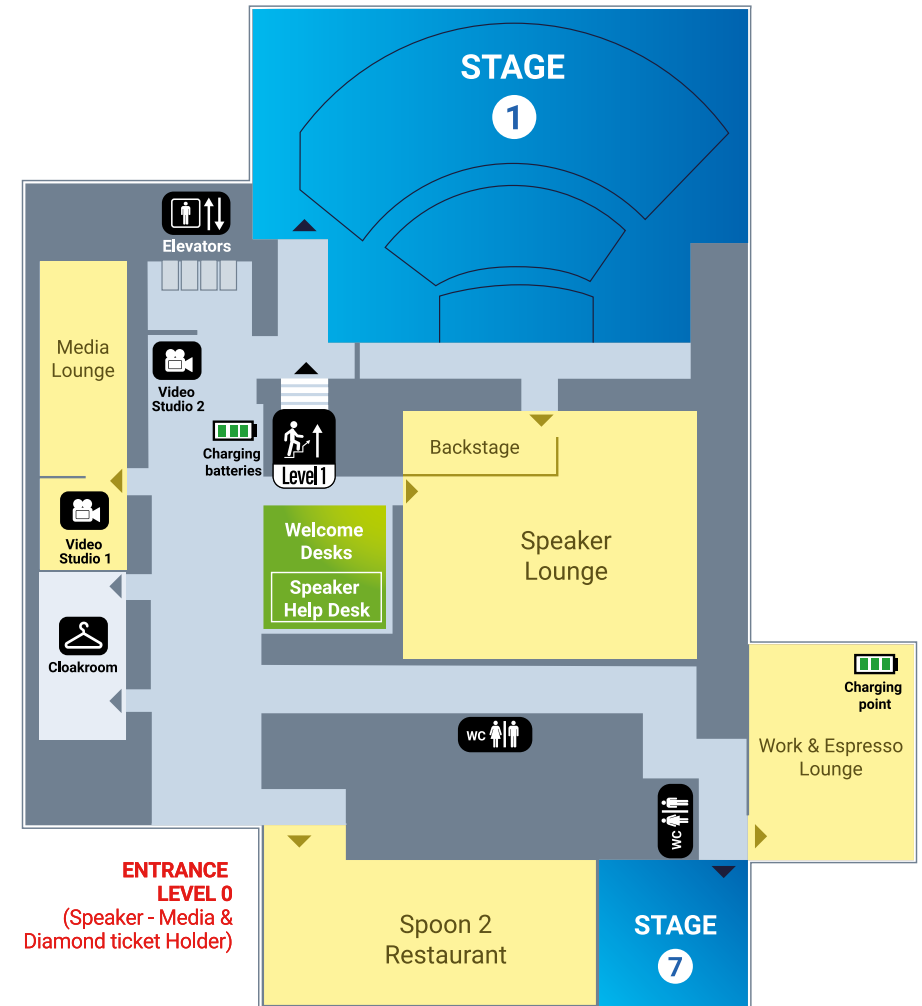 STAGE
1
Elevators
Media
Lounge
Video
Studio 2
Charging
batteries
Level 1
Backstage
Welcome
Desks
Speaker
Help Desk
Speaker
Lounge
Video
Studio 1
Cloakroom
Charging
point
WC
Work & Espresso
Lounge
WC
ENTRANCE
LEVEL 0
(Speaker - Media &
Diamond ticket Holder)
Spoon 2
Restaurant
STAGE
7